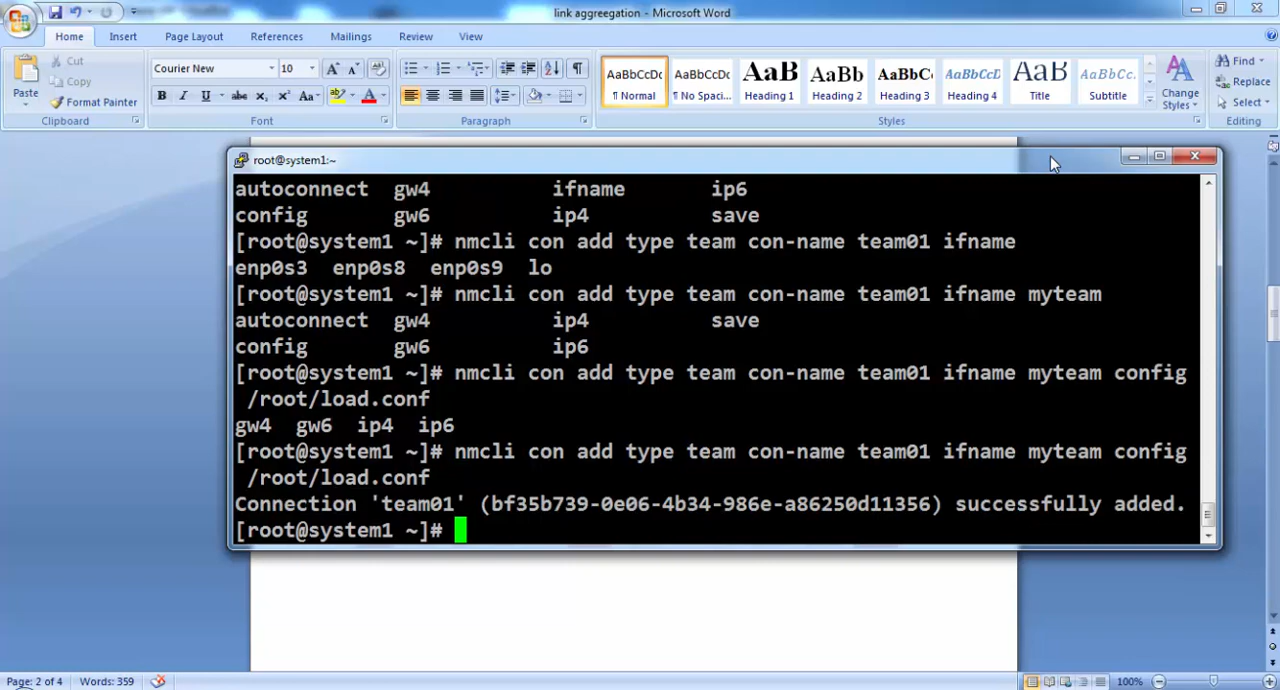 link aggreegation - Microsoft Word
Home Insert Page Layout References Mailings Review View
Paste
Cut
Copy
Format Painter
Clipboard
Courier New 10
Font
Paragraph
AaBbCcDc AaBbCcDc AaB AaBb AaBbC AaBbCcD AaB AaBbCc.
¶ Normal ¶ No Spaci... Heading 1 Heading 2 Heading 3 Heading 4 Title Subtitle
Change Styles
Styles
Find
Replace
Select
Editing
root@system1:~
autoconnect gw4 ifname ip6
config gw6 ip4 save
[root@system1 ~]# nmcli con add type team con-name team01 ifname
enp0s3 enp0s8 enp0s9 lo
[root@system1 ~]# nmcli con add type team con-name team01 ifname myteam
autoconnect gw4 ip4 save
config gw6 ip6
[root@system1 ~]# nmcli con add type team con-name team01 ifname myteam config
/root/load.conf
gw4 gw6 ip4 ip6
[root@system1 ~]# nmcli con add type team con-name team01 ifname myteam config
/root/load.conf
Connection 'team01' (bf35b739-0e06-4b34-986e-a86250d11356) successfully added.
[root@system1 ~]#
Page: 2 of 4 Words: 359 100%